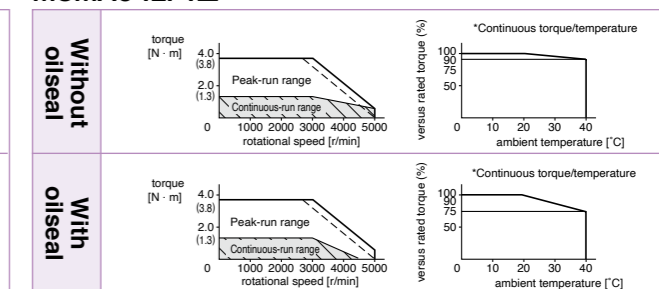 Without
oilseal
torque
[N · m]
4.0
(3.8)
2.0
(1.3)
0
Peak-run range
Continuous-run range
1000 2000 3000 4000 5000
rotational speed [r/min]
*Continuous torque/temperature
versus rated torque (%)
100
90
75
50
0 10 20 30 40
ambient temperature [˚C]
With
oilseal
torque
[N · m]
4.0
(3.8)
2.0
(1.3)
0
Peak-run range
Continuous-run range
1000 2000 3000 4000 5000
rotational speed [r/min]
*Continuous torque/temperature
versus rated torque (%)
100
90
75
50
0 10 20 30 40
ambient temperature [˚C]